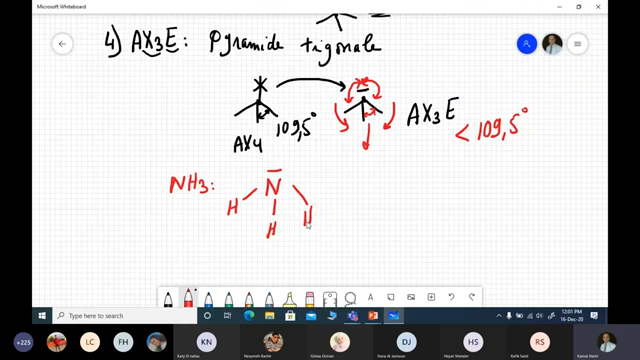 Microsoft Whiteboard
4) AX3E : Pyramide tigonale
AX4
109,5°
AX3E
< 109,5°
NH3 :
N
H
H
H
Type here to search
12:01 PM
16-Dec-20
+225
LC
FH
KN
DJ
HS
RS